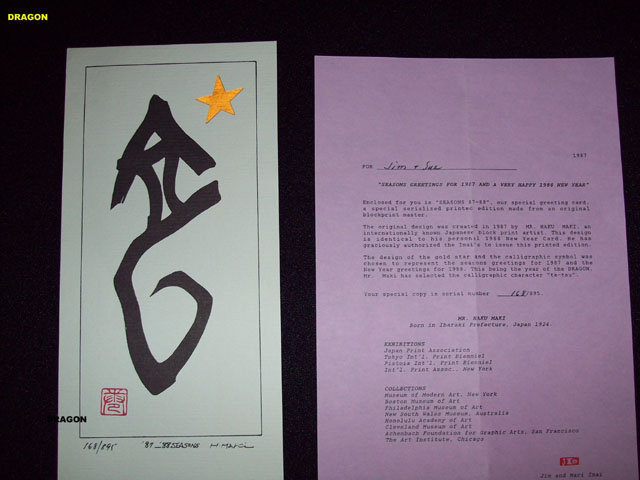 DRAGON
DRAGON
168/895 '87-'88 SEASONS H. Maki
1987
FOR Jim + Sue
"SEASONS GREETINGS FOR 1987 AND A VERY HAPPY 1988 NEW YEAR"
Enclosed for you is "SEASONS 87-88", our special greeting card,
a special serialized printed edition made from an original
blockprint master.
The original design was created in 1987 by MR. HAKU MAKI, an
internationally known Japanese block print artist. This design
is identical to his personal 1988 New Year Card. He has
graciously authorized the Imai's to issue this printed edition.
The design of the gold star and the calligraphic symbol was
chosen to represent the seasons greetings for 1987 and the
New Year greetings for 1988. This being the year of the DRAGON,
Mr. Maki has selected the calligraphic character "ta-tsu".
Your special copy is serial number 168/895.
MR. HAKU MAKI
Born in Ibaraki Prefecture, Japan 1924.
EXHIBITIONS
Japan Print Association
Tokyo Int'l. Print Bienniel
Pistoia Int'l. Print Biennial
Int'l. Print Assoc., New York
COLLECTIONS
Museum of Modern Art, New York
Boston Museum of Art
Philadelphia Museum of Art
New South Wales Museum, Australia
Honolulu Academy of Art
Cleveland Museum of Art
Achenbach Foundation for Graphic Arts, San Francisco
The Art Institute, Chicago
Jim and Mari Imai